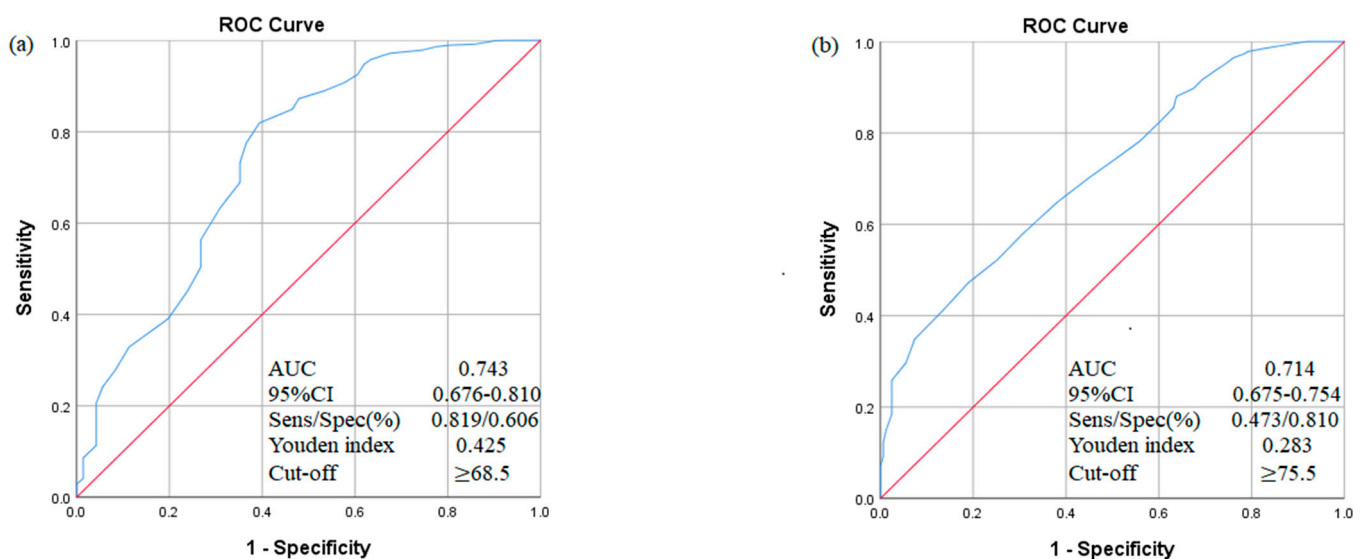 (a)
ROC Curve
1.0
0.8
0.6
0.4
0.2
0.0
Sensitivity
AUC 0.743
95%CI 0.676-0.810
Sens/Spec(%) 0.819/0.606
Youden index 0.425
Cut-off ≥68.5
0.0 0.2 0.4 0.6 0.8 1.0
1 - Specificity
(b)
ROC Curve
1.0
0.8
0.6
0.4
0.2
0.0
Sensitivity
AUC 0.714
95%CI 0.675-0.754
Sens/Spec(%) 0.473/0.810
Youden index 0.283
Cut-off ≥75.5
0.0 0.2 0.4 0.6 0.8 1.0
1 - Specificity